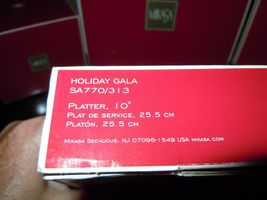 MIKASA
HOLIDAY GALA
SA770/313
PLATTER, 10"
PLAT DE SERVICE, 25.5 CM
PLATÓN, 25.5 CM
MIKASA SECAUCUS, NJ 07096-1549 USA MIKASA.COM